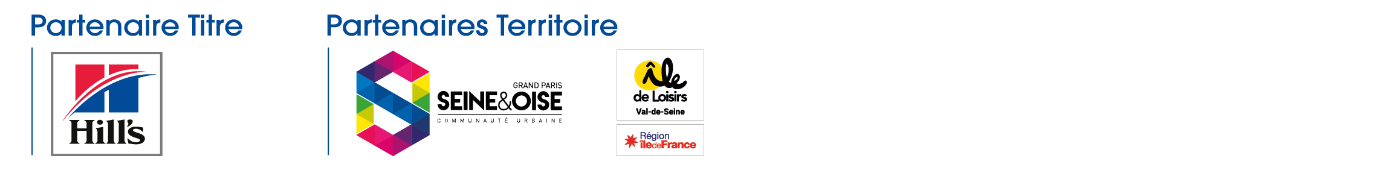 Partenaire Titre
Hill's
Partenaires Territoire
GRAND PARIS
SEINE&OISE
COMMUNAUTÉ URBAINE
île
de Loisirs
Val-de-Seine
Région
îledeFrance